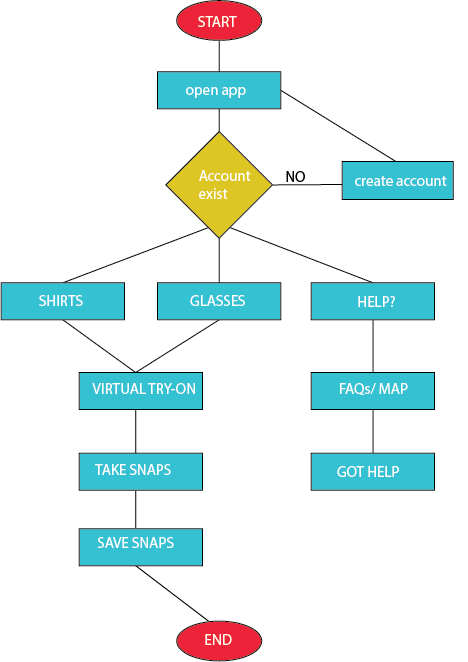 START
open app
Account
exist
NO
create account
SHIRTS
GLASSES
HELP?
VIRTUAL TRY-ON
FAQs/ MAP
TAKE SNAPS
GOT HELP
SAVE SNAPS
END